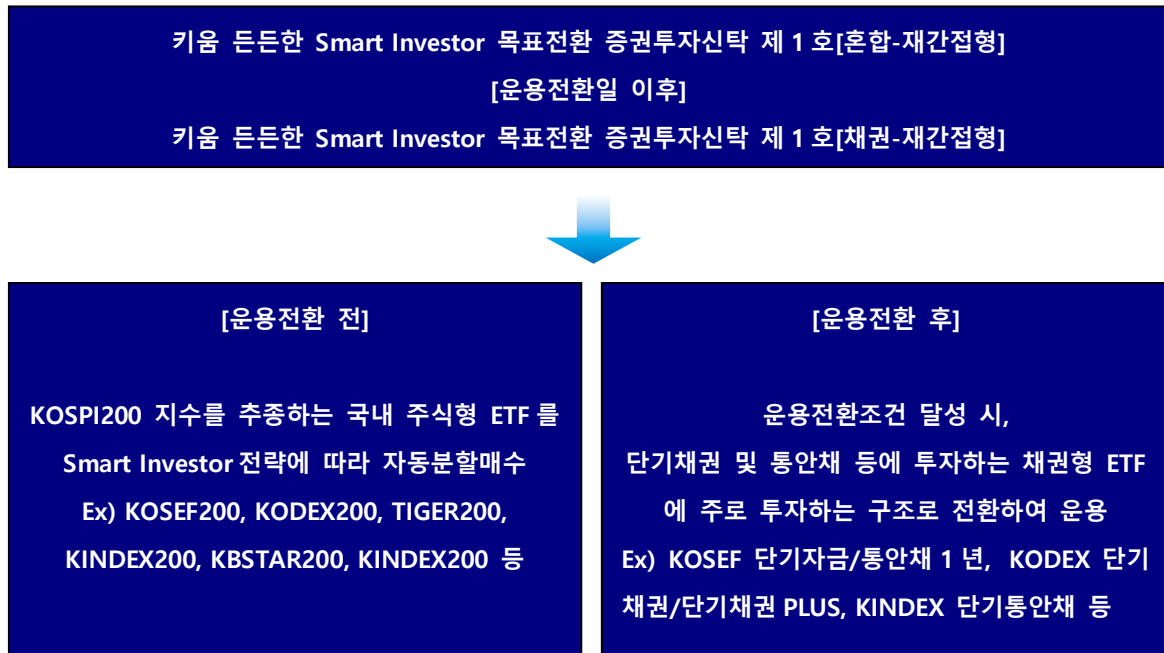 키움 든든한 Smart Investor 목표전환 증권투자신탁 제 1 호[혼합-재간접형]
[운용전환일 이후]
키움 든든한 Smart Investor 목표전환 증권투자신탁 제 1 호[채권-재간접형]
[운용전환 전]
KOSPI200 지수를 추종하는 국내 주식형 ETF 를
Smart Investor 전략에 따라 자동분할매수
Ex) KOSEF200, KODEX200, TIGER200,
KINDEX200, KBSTAR200, KINDEX200 등
[운용전환 후]
운용전환조건 달성 시,
단기채권 및 통안채 등에 투자하는 채권형 ETF
에 주로 투자하는 구조로 전환하여 운용
Ex) KOSEF 단기자금/통안채 1 년, KODEX 단기
채권/단기채권 PLUS, KINDEX 단기통안채 등